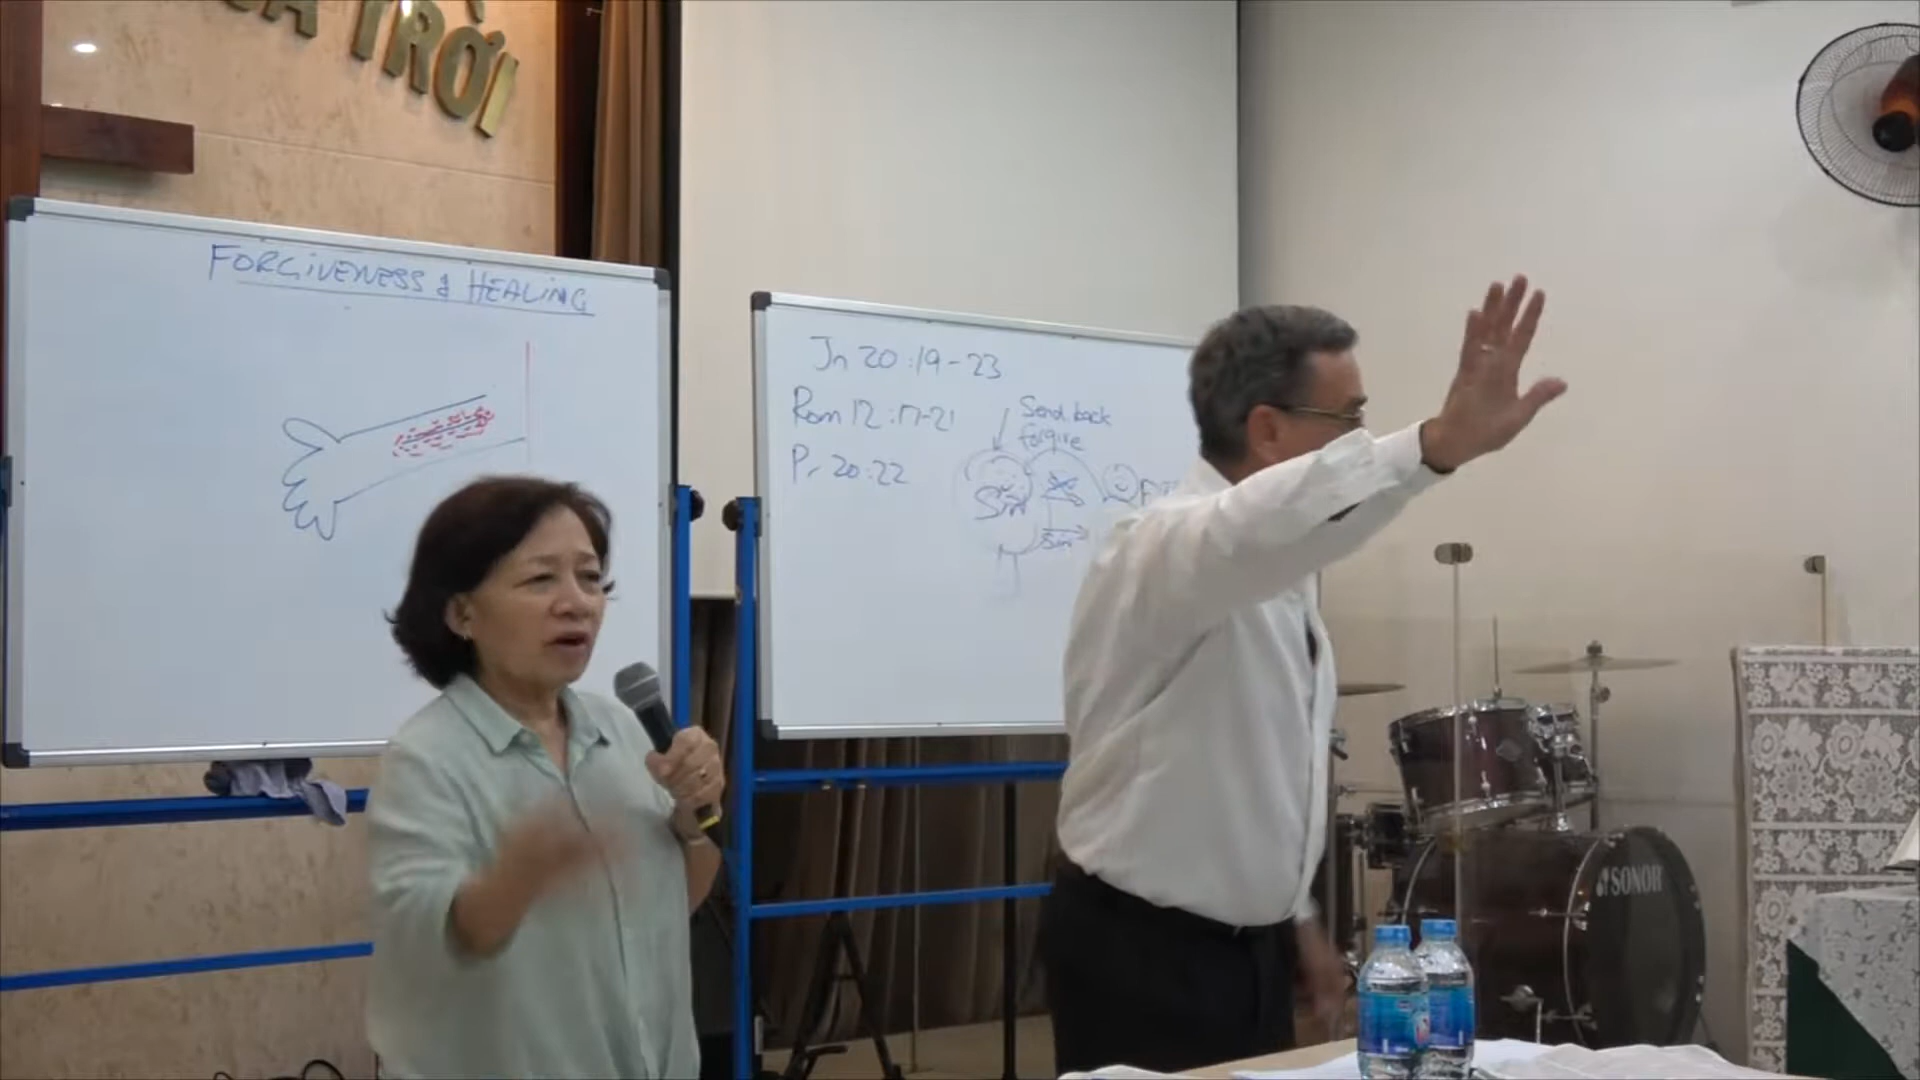 TRỜI
FORGIVENESS & HEALING
Jn 20:19-23
Rom 12:17-21
Pr 20:22
Send back
forgive
Sin
Sin
SONOR